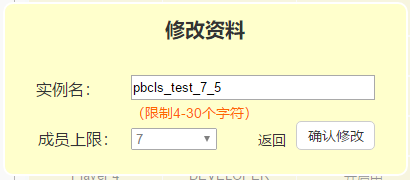 修改资料
实例名： pbcls_test_7_5
（限制4-30个字符）
成员上限： 7 返回 确认修改
DEVELOPER